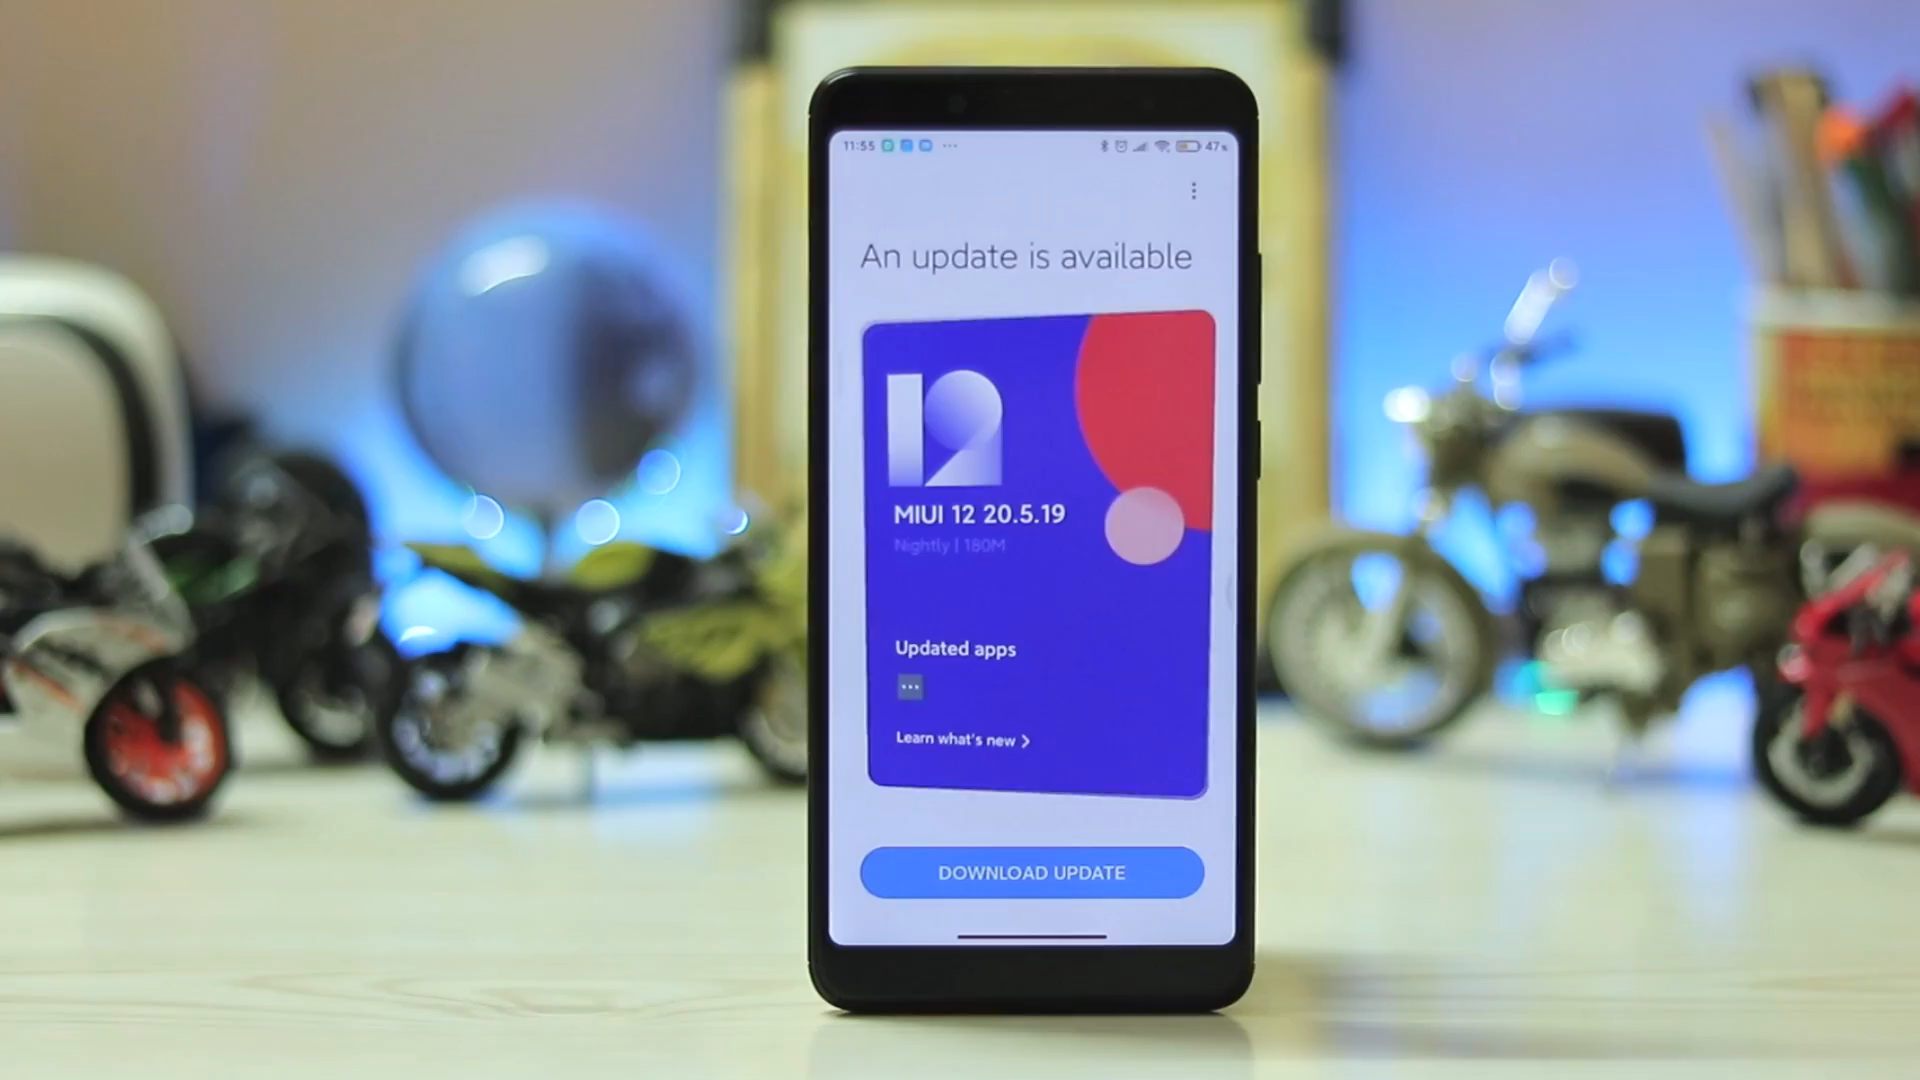 11:55 ... 47%
An update is available
12
MIUI 12 20.5.19
Nightly | 180M
Updated apps
Learn what's new >
DOWNLOAD UPDATE